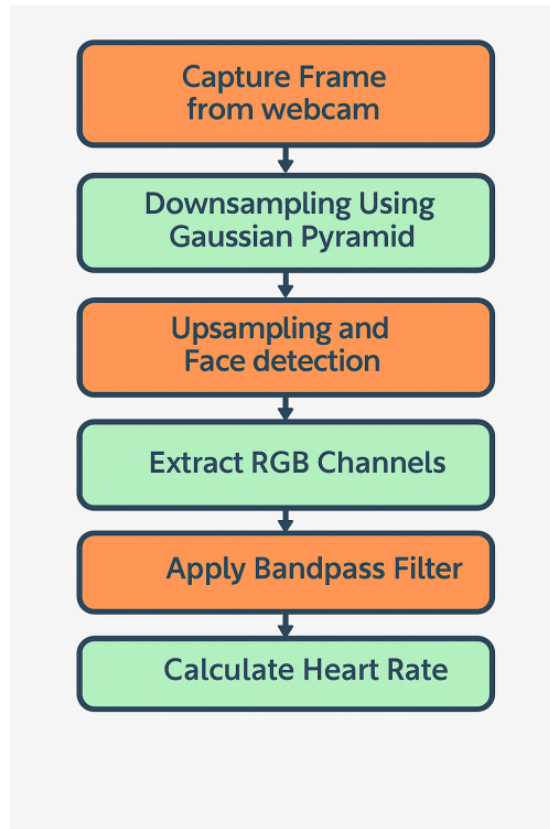 Capture Frame
from webcam
Downsampling Using
Gaussian Pyramid
Upsampling and
Face detection
Extract RGB Channels
Apply Bandpass Filter
Calculate Heart Rate